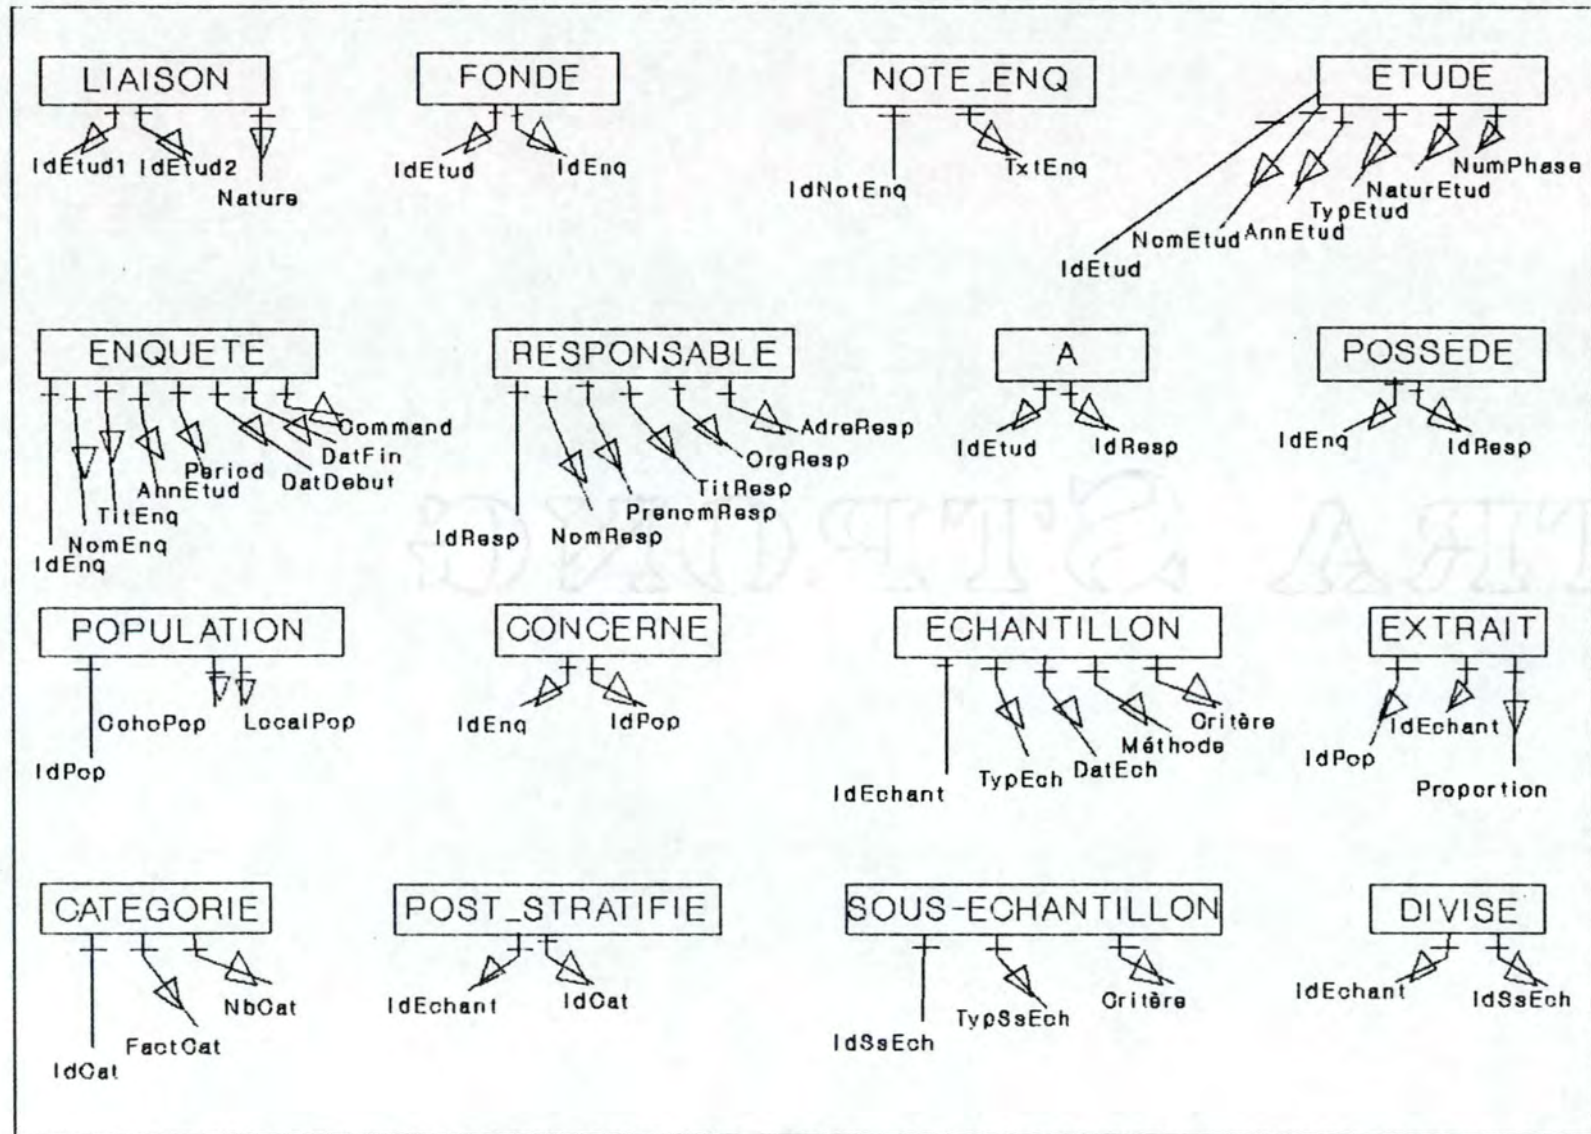 LIAISON
IdEtud1 IdEtud2
Nature
FONDE
IdEtud IdEnq
NOTE_ENQ
IdNotEnq TxtEnq
ETUDE
IdEtud NomEtud AnnEtud TypEtud NaturEtud NumPhase
ENQUETE
IdEnq NomEnq TitEnq AnnEtud Period DatDebut DatFin Command
RESPONSABLE
IdResp NomResp PrenomResp TitResp OrgResp AdreResp
A
IdEtud IdResp
POSSEDE
IdEnq IdResp
POPULATION
IdPop CohoPop LocalPop
CONCERNE
IdEnq IdPop
ECHANTILLON
IdEchant TypEch DatEch Méthode Critère
EXTRAIT
IdPop IdEchant Proportion
CATEGORIE
IdCat FactCat NbCat
POST_STRATIFIE
IdEchant IdCat
SOUS-ECHANTILLON
IdSsEch TypSsEch Critère
DIVISE
IdEchant IdSsEch